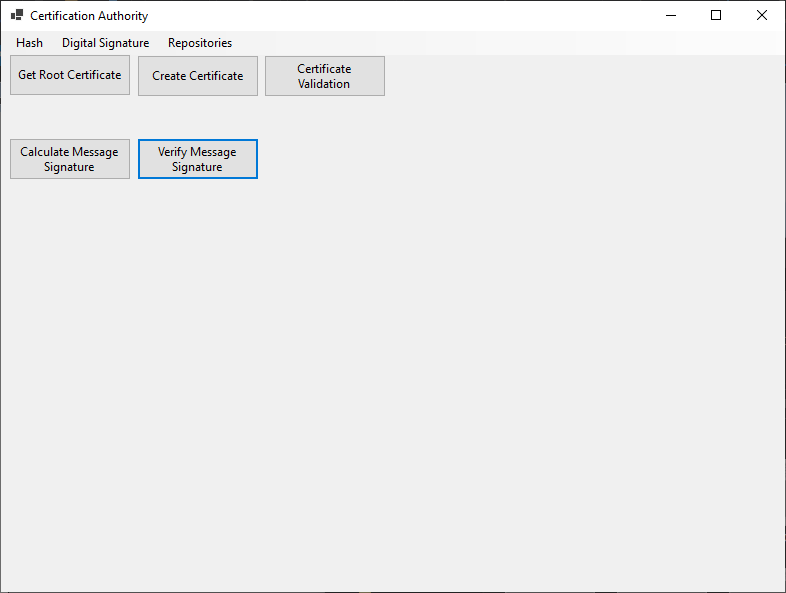 Certification Authority
Hash Digital Signature Repositories
Get Root Certificate
Create Certificate
Certificate
Validation
Calculate Message
Signature
Verify Message
Signature